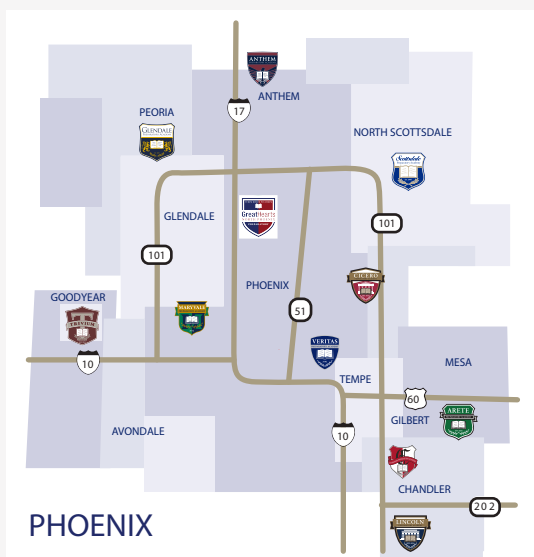 ANTHEM
ANTHEM
17
PEORIA
GLENDALE
NORTH SCOTTSDALE
Scottsdale
GreatHearts
GLENDALE
101
101
PHOENIX
CICERO
GOODYEAR
TRIVIUM
MARYVALE
51
VERITAS
10
MESA
TEMPE
60
ARETE
GILBERT
AVONDALE
10
CHANDLER
202
LINCOLN
PHOENIX